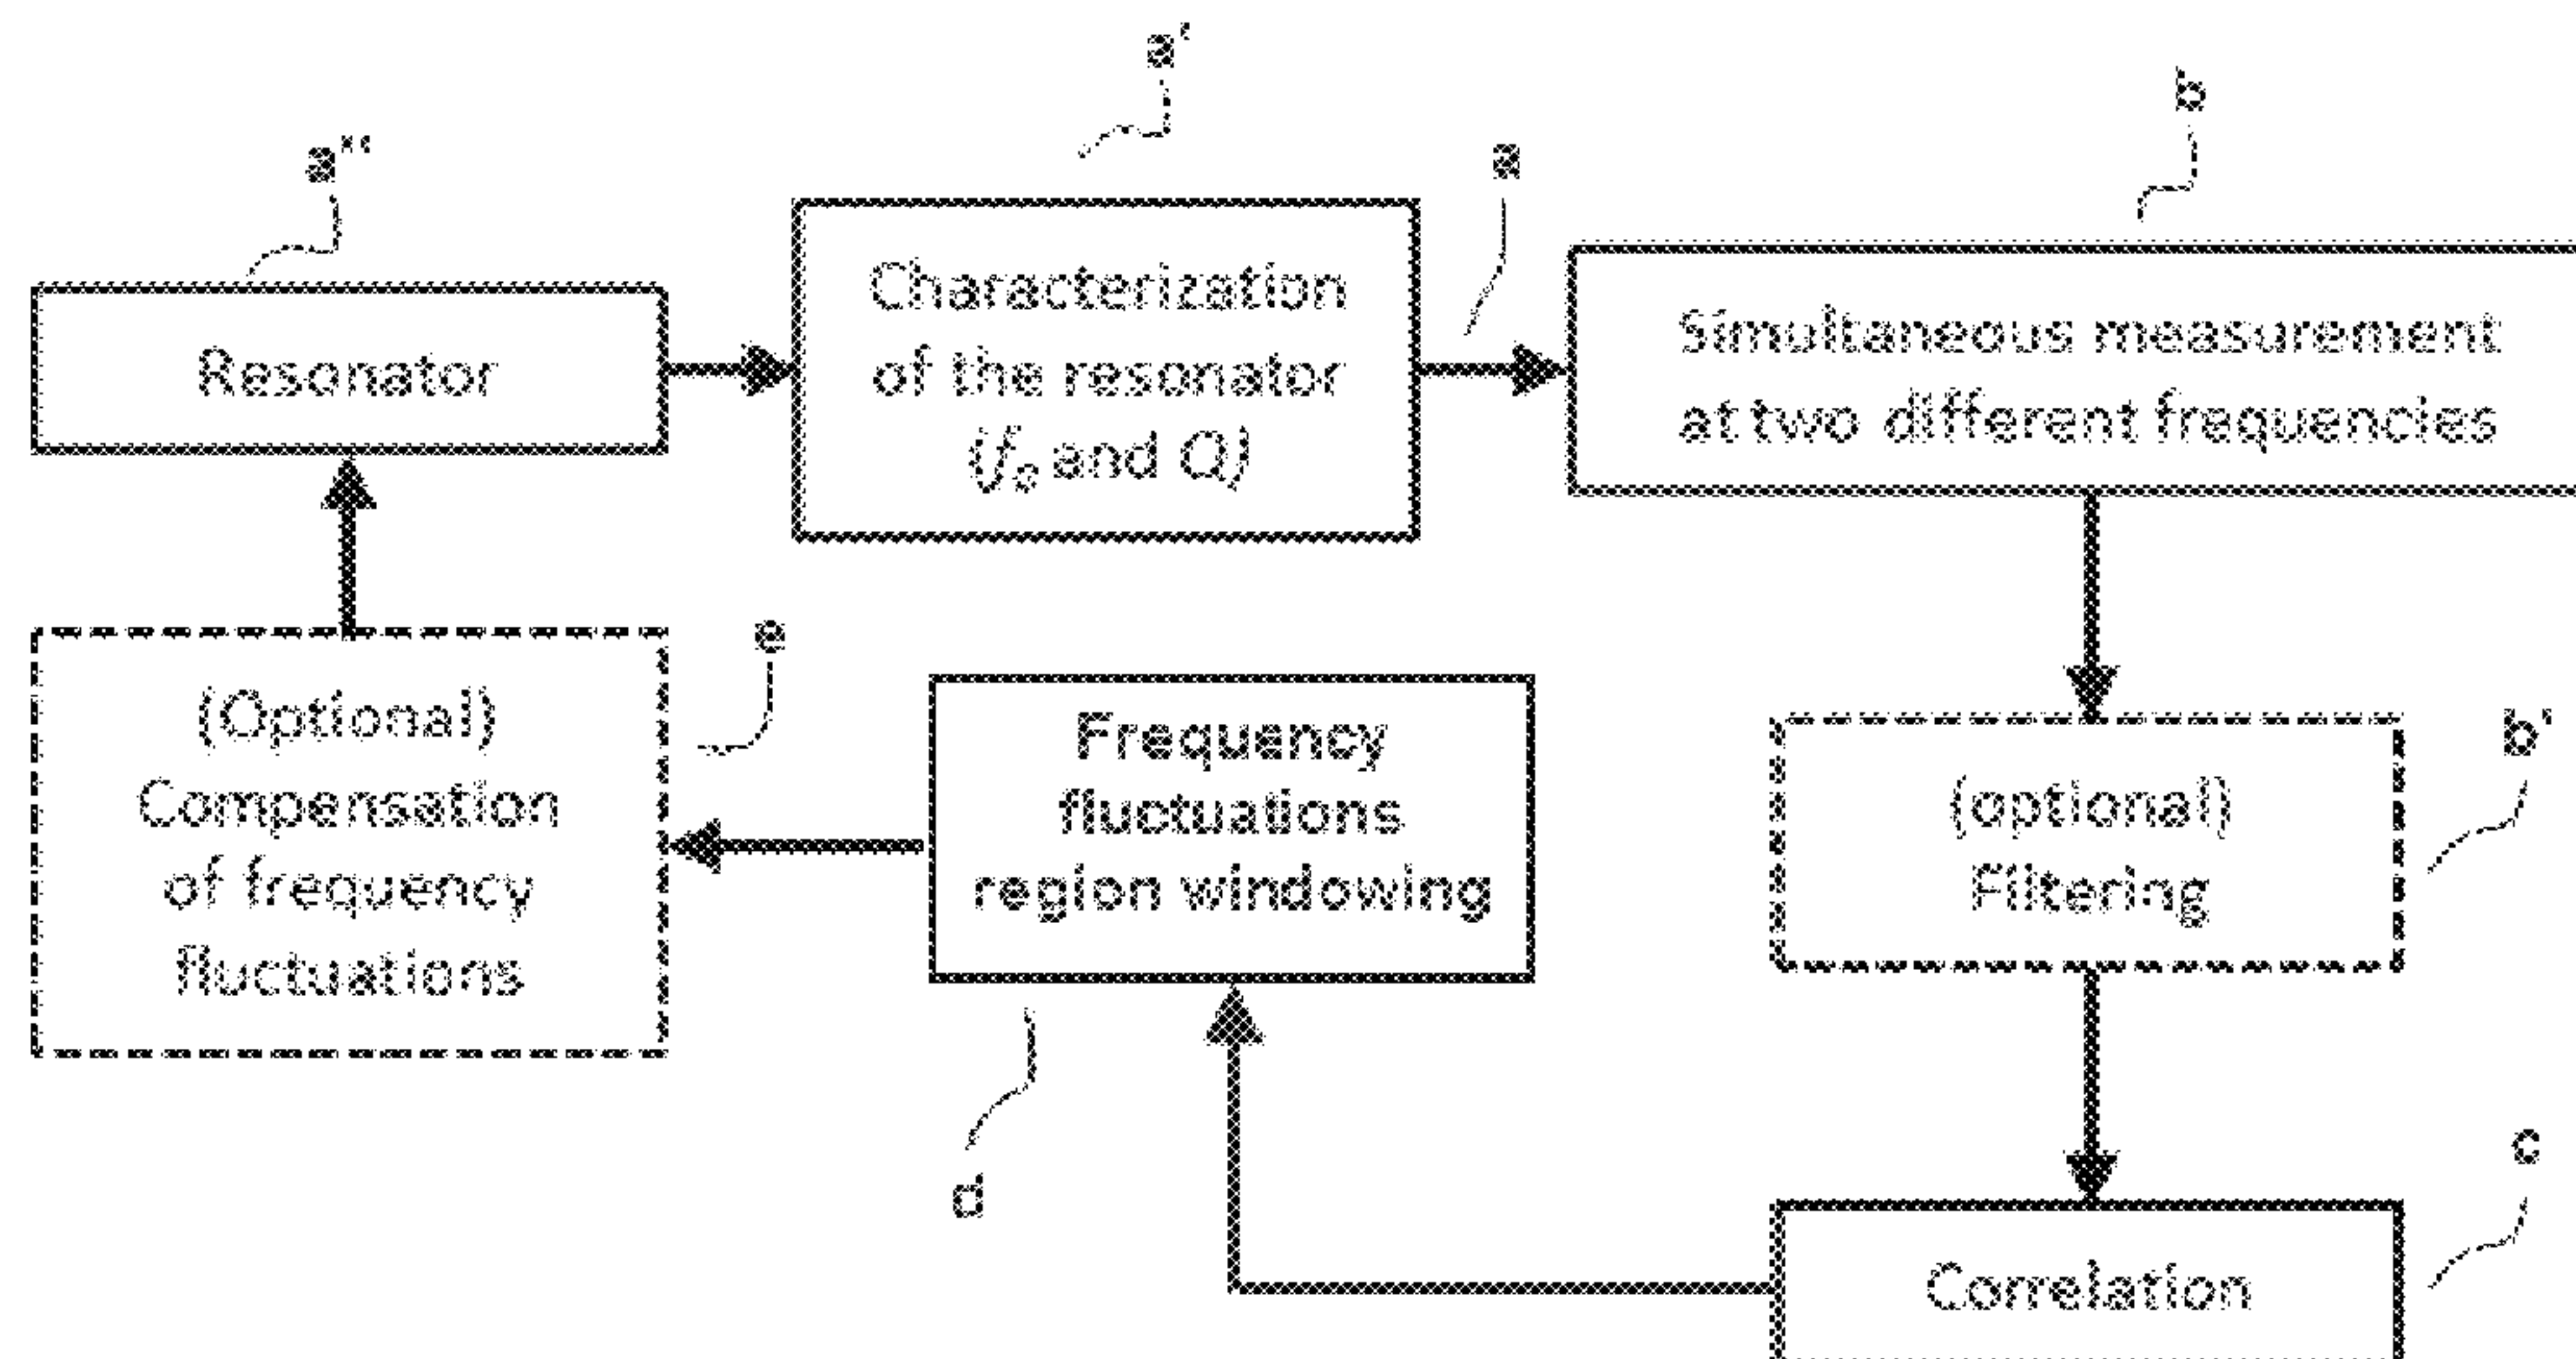 a'
b
a''
a
Resonator
Characterization
of the resonator
(f₀ and Q)
Simultaneous measurement
at two different frequencies
e
(Optional)
Compensation
of frequency
fluctuations
Frequency
fluctuations
region windowing
b'
(optional)
Filtering
d
c
Correlation